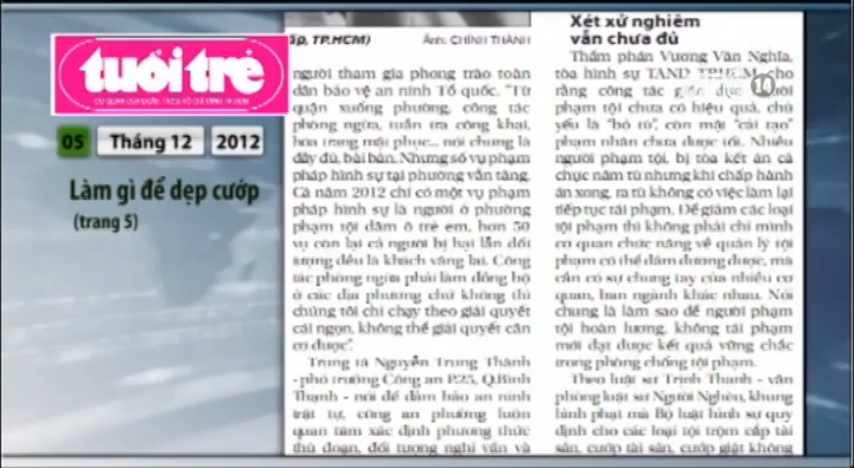 tuổi trẻ
05 Tháng 12 2012
Làm gì để dẹp cướp
(trang 5)
ấp, TP.HCM) Ảnh: CHÍNH THÀNH
người tham gia phong trào toàn
dân bảo vệ an ninh Tổ quốc. "Từ
quận xuống phường, công tác
phòng ngừa, tuần tra công khai,
hóa trang mật phục... nói chung là
đầy đủ, bài bản. Nhưng số vụ phạm
pháp hình sự tại phường vẫn tăng.
Cả năm 2012 chỉ có một vụ phạm
pháp hình sự là người ở phường
phạm tội dâm ô trẻ em, hơn 50
vụ còn lại cả người bị hại lẫn đối
tượng đều là khách vãng lai. Công
tác phòng ngừa phải làm đồng bộ
ở các địa phương chứ không thì
chúng tôi chỉ chạy theo giải quyết
cái ngọn, không thể giải quyết căn
cơ được".
Trung tá Nguyễn Trung Thành
-phó trưởng Công an P.25, Q.Bình
Thạnh - nói để đảm bảo an ninh
trật tự, công an phường luôn
quan tâm xác định phương thức
thủ đoạn, đối tượng nghi vấn và
Xét xử nghiêm
vẫn chưa đủ
Thẩm phán Vương Văn Nghĩa,
tòa hình sự TAND TP.HCM, cho
rằng công tác giáo dục người
phạm tội chưa có hiệu quả, chủ
yếu là "bỏ tù", còn mặt "cải tạo"
phạm nhân chưa được tốt. Nhiều
người phạm tội, bị tòa kết án cả
chục năm tù nhưng khi chấp hành
án xong, ra tù không có việc làm lại
tiếp tục tái phạm. Để giảm các loại
tội phạm thì không phải chỉ mình
cơ quan chức năng về quản lý tội
phạm có thể đảm đương được, mà
cần có sự chung tay của nhiều cơ
quan, ban ngành khác nhau. Nói
chung là làm sao để người phạm
tội hoàn lương, không tái phạm
mới đạt được kết quả vững chắc
trong phòng chống tội phạm.
Theo luật sư Trịnh Thanh - văn
phòng luật sư Người Nghèo, khung
hình phạt mà Bộ luật hình sự quy
định cho các loại tội trộm cắp tài
sản, cướp tài sản, cướp giật không
10